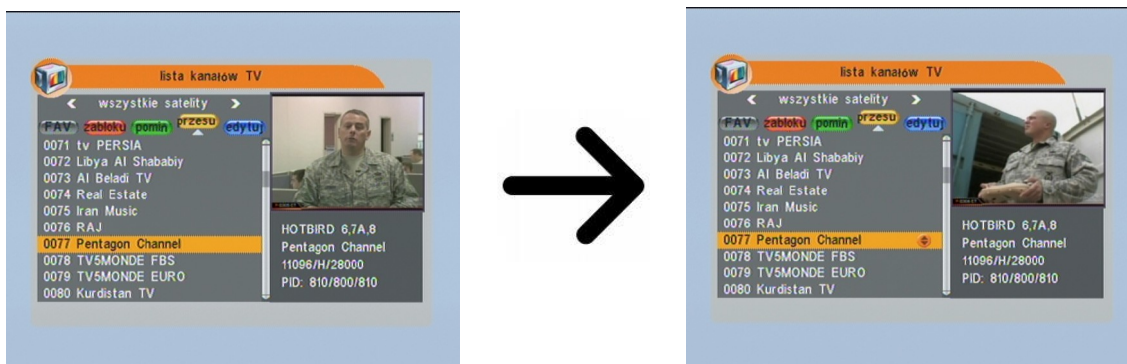 lista kanałów TV
wszystkie satelity
FAV zabloku pomin przesu edytuj
0071 tv PERSIA
0072 Libya Al Shababiy
0073 Al Beladi TV
0074 Real Estate
0075 Iran Music
0076 RAJ
0077 Pentagon Channel
0078 TV5MONDE FBS
0079 TV5MONDE EURO
0080 Kurdistan TV
HOTBIRD 6,7A,8
Pentagon Channel
11096/H/28000
PID: 810/800/810
lista kanałów TV
wszystkie satelity
FAV zabloku pomin przesu edytuj
0071 tv PERSIA
0072 Libya Al Shababiy
0073 Al Beladi TV
0074 Real Estate
0075 Iran Music
0076 RAJ
0077 Pentagon Channel
0078 TV5MONDE FBS
0079 TV5MONDE EURO
0080 Kurdistan TV
HOTBIRD 6,7A,8
Pentagon Channel
11096/H/28000
PID: 810/800/810